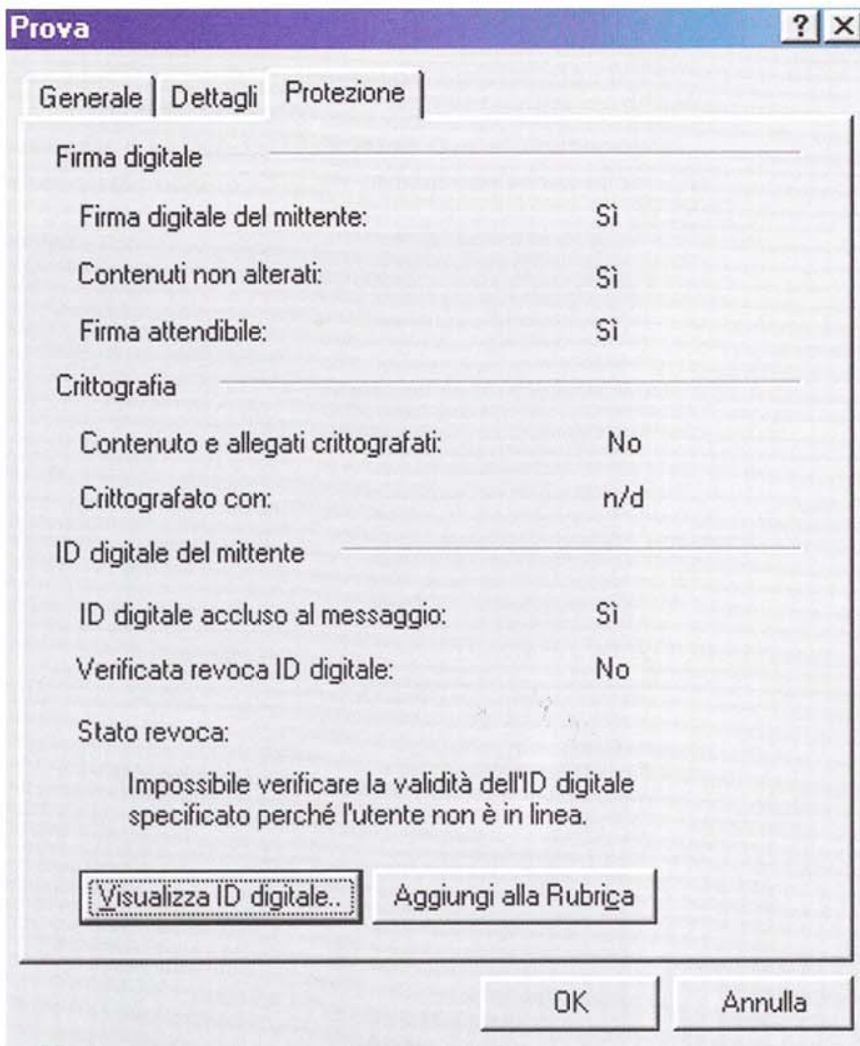 Prova
Generale Dettagli Protezione
Firma digitale
Firma digitale del mittente: Sì
Contenuti non alterati: Sì
Firma attendibile: Sì
Crittografia
Contenuto e allegati crittografati: No
Crittografato con: n/d
ID digitale del mittente
ID digitale accluso al messaggio: Sì
Verificata revoca ID digitale: No
Stato revoca:
Impossibile verificare la validità dell'ID digitale
specificato perché l'utente non è in linea.
Visualizza ID digitale.. Aggiungi alla Rubrica
OK Annulla